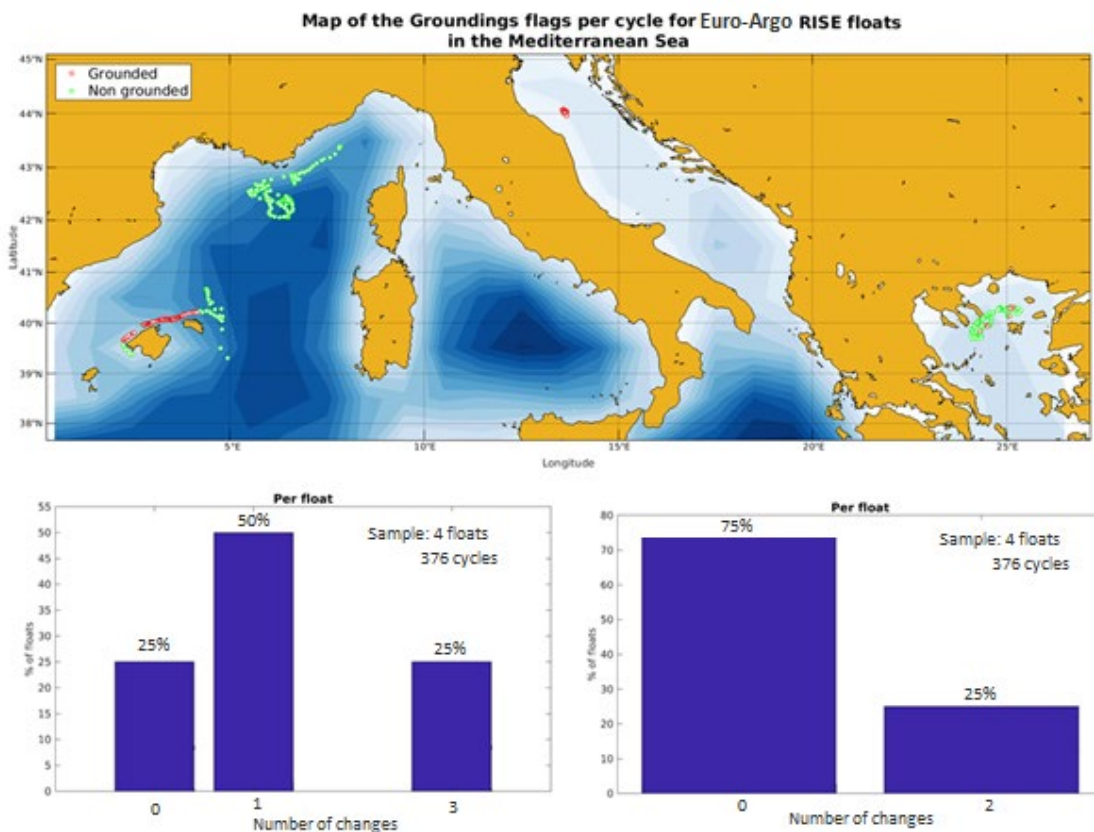 Map of the Groundings flags per cycle for Euro-Argo RISE floats
in the Mediterranean Sea
Grounded
Non grounded
45°N
44°N
43°N
42°N
41°N
40°N
39°N
38°N
Latitude
5°E
10°E
15°E
20°E
25°E
Longitude
Per float
55
50
45
40
35
30
25
20
15
10
5
0
% of floats
25%
50%
25%
Sample: 4 floats
376 cycles
0
1
3
Number of changes
Per float
80
70
60
50
40
30
20
10
0
% of floats
75%
25%
Sample: 4 floats
376 cycles
0
2
Number of changes